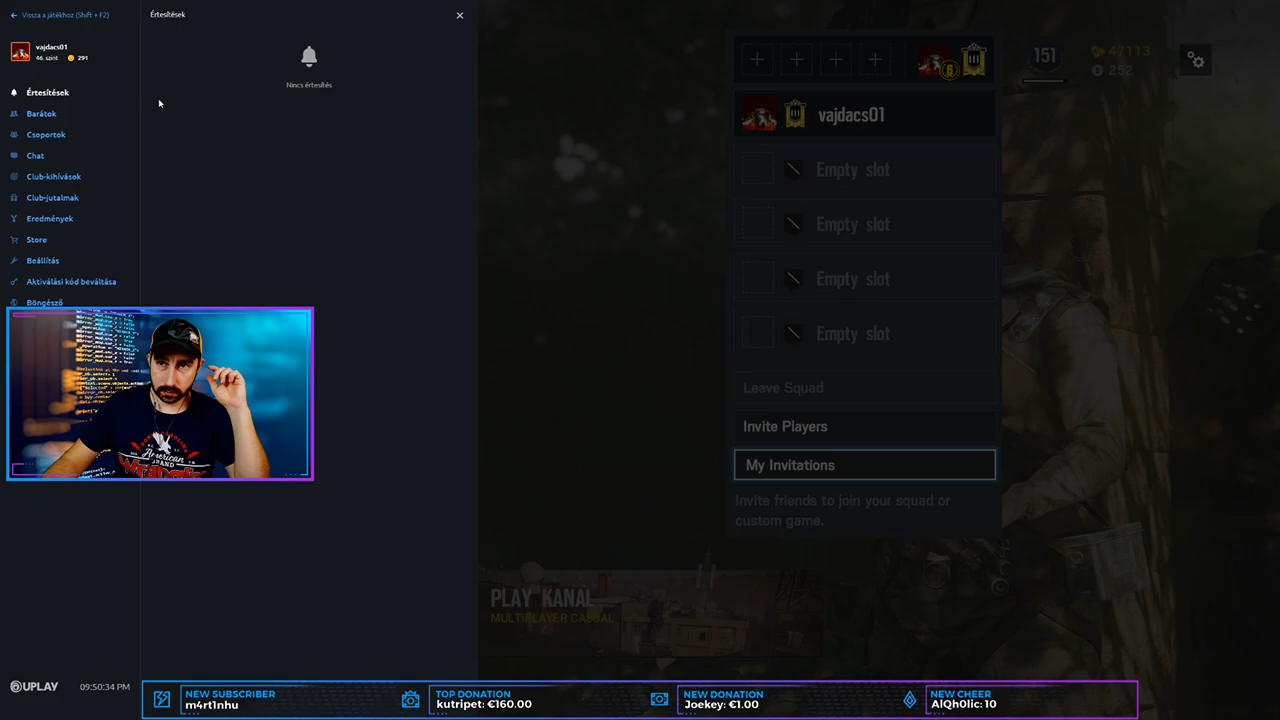 Vissza a játékhoz (Shift + F2)
vajdacs01
46. szint
291
Értesítések
Barátok
Csoportok
Chat
Club-kihívások
Club-jutalmak
Eredmények
Store
Beállítás
Aktiválási kód beváltása
Böngésző
Értesítések
Nincs értesítés
151
47113
252
vajdacs01
Empty slot
Empty slot
Empty slot
Empty slot
Leave Squad
Invite Players
My Invitations
Invite friends to join your squad or
custom game.
PLAY KANAL
MULTIPLAYER CASUAL
American
BRAND
UPLAY
09:50:34 PM
NEW SUBSCRIBER
m4rt1nhu
TOP DONATION
kutripet: €160.00
NEW DONATION
Joekey: €1.00
NEW CHEER
AlQh0lic: 10